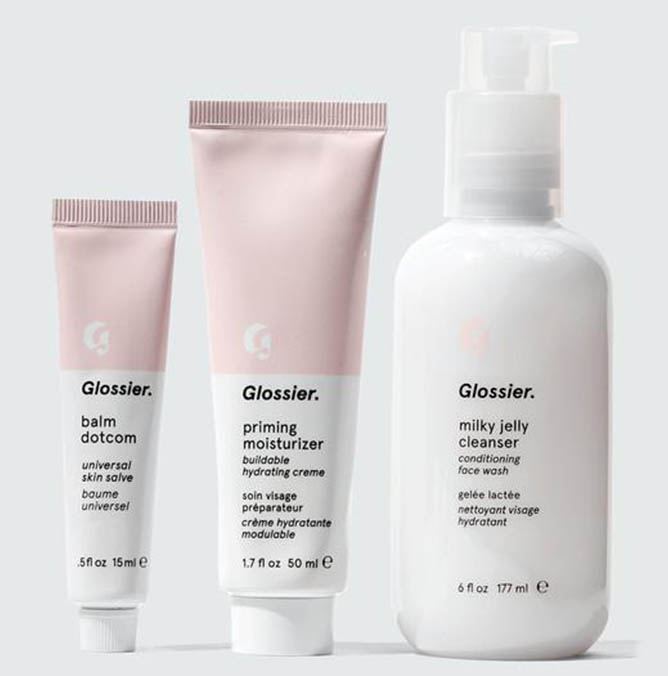 Glossier.
balm
dotcom
universal
skin salve
baume
universel
.5 fl oz 15 ml ℮
Glossier.
priming
moisturizer
buildable
hydrating creme
soin visage
préparateur
crème hydratante
modulable
1.7 fl oz 50 ml ℮
Glossier.
milky jelly
cleanser
conditioning
face wash
gelée lactée
nettoyant visage
hydratant
6 fl oz 177 ml ℮